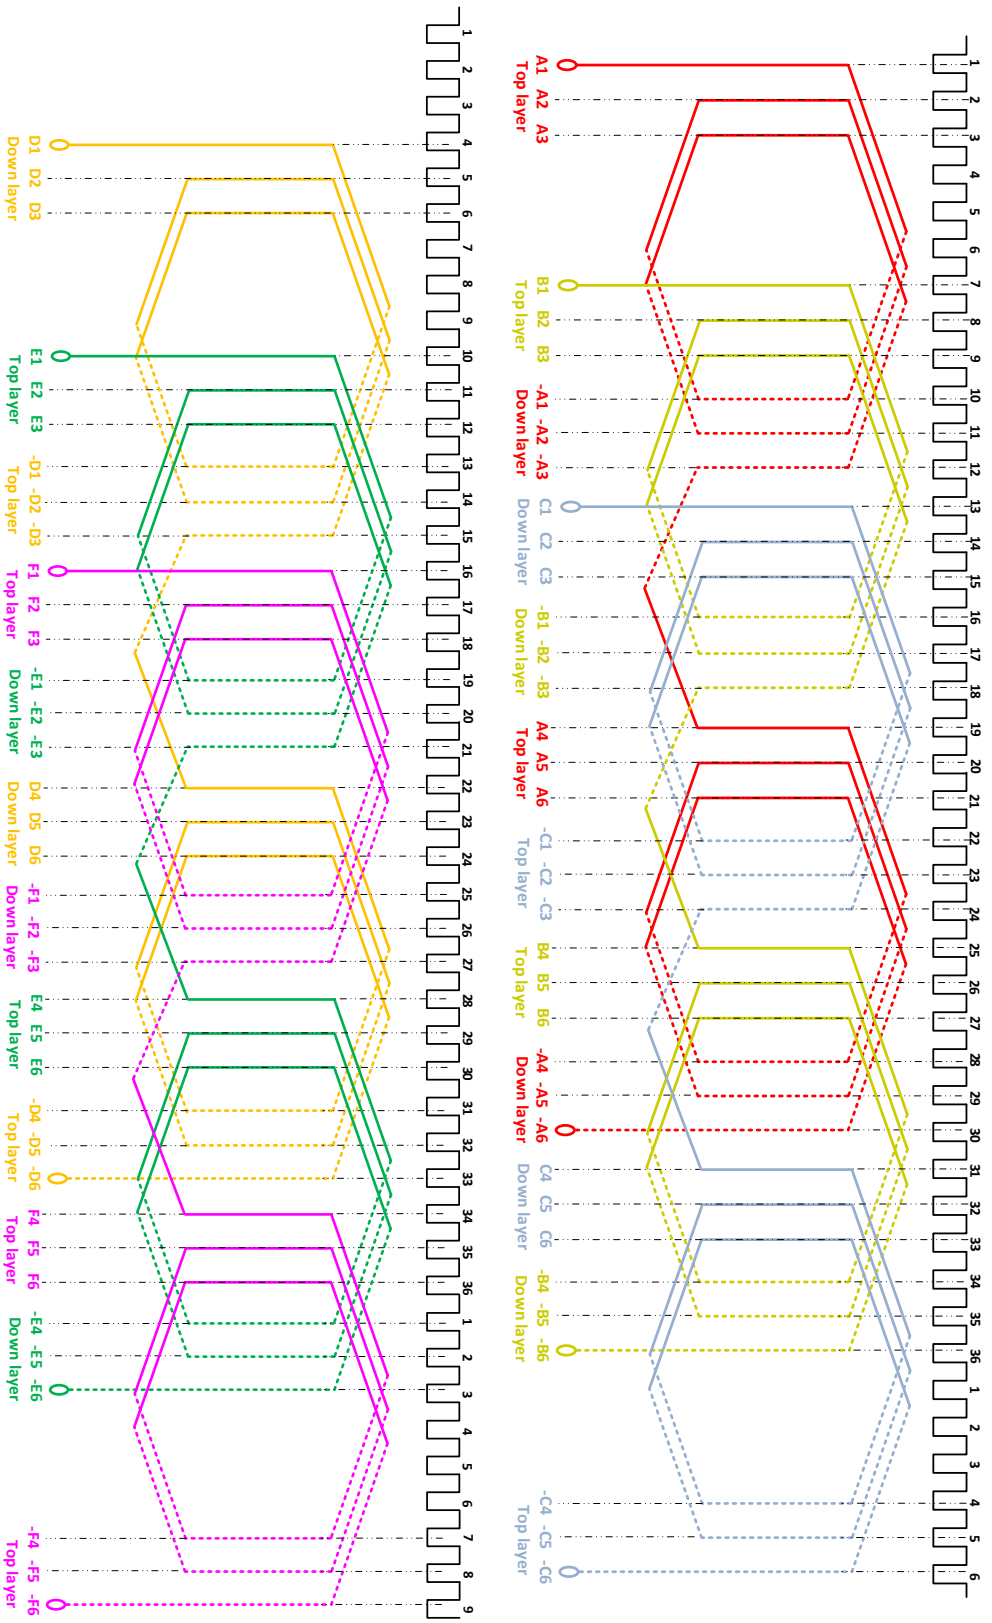 1 2 3 4 5 6 7 8 9 10 11 12 13 14 15 16 17 18 19 20 21 22 23 24 25 26 27 28 29 30 31 32 33 34 35 36 1 2 3 4 5 6
A1 A2 A3 B1 B2 B3 -A1 -A2 -A3 C1 C2 C3 -B1 -B2 -B3 A4 A5 A6 -C1 -C2 -C3 B4 B5 B6 -A4 -A5 -A6 C4 C5 C6 -B4 -B5 -B6 -C4 -C5 -C6
Top layer Top layer Down layer Down layer Down layer Top layer Top layer Top layer Down layer Down layer Down layer Top layer
1 2 3 4 5 6 7 8 9 10 11 12 13 14 15 16 17 18 19 20 21 22 23 24 25 26 27 28 29 30 31 32 33 34 35 36 1 2 3 4 5 6 7 8 9
D1 D2 D3 E1 E2 E3 -D1 -D2 -D3 F1 F2 F3 -E1 -E2 -E3 D4 D5 D6 -F1 -F2 -F3 E4 E5 E6 -D4 -D5 -D6 F4 F5 F6 -E4 -E5 -E6 -F4 -F5 -F6
Down layer Top layer Top layer Top layer Down layer Down layer Down layer Top layer Top layer Top layer Down layer Top layer